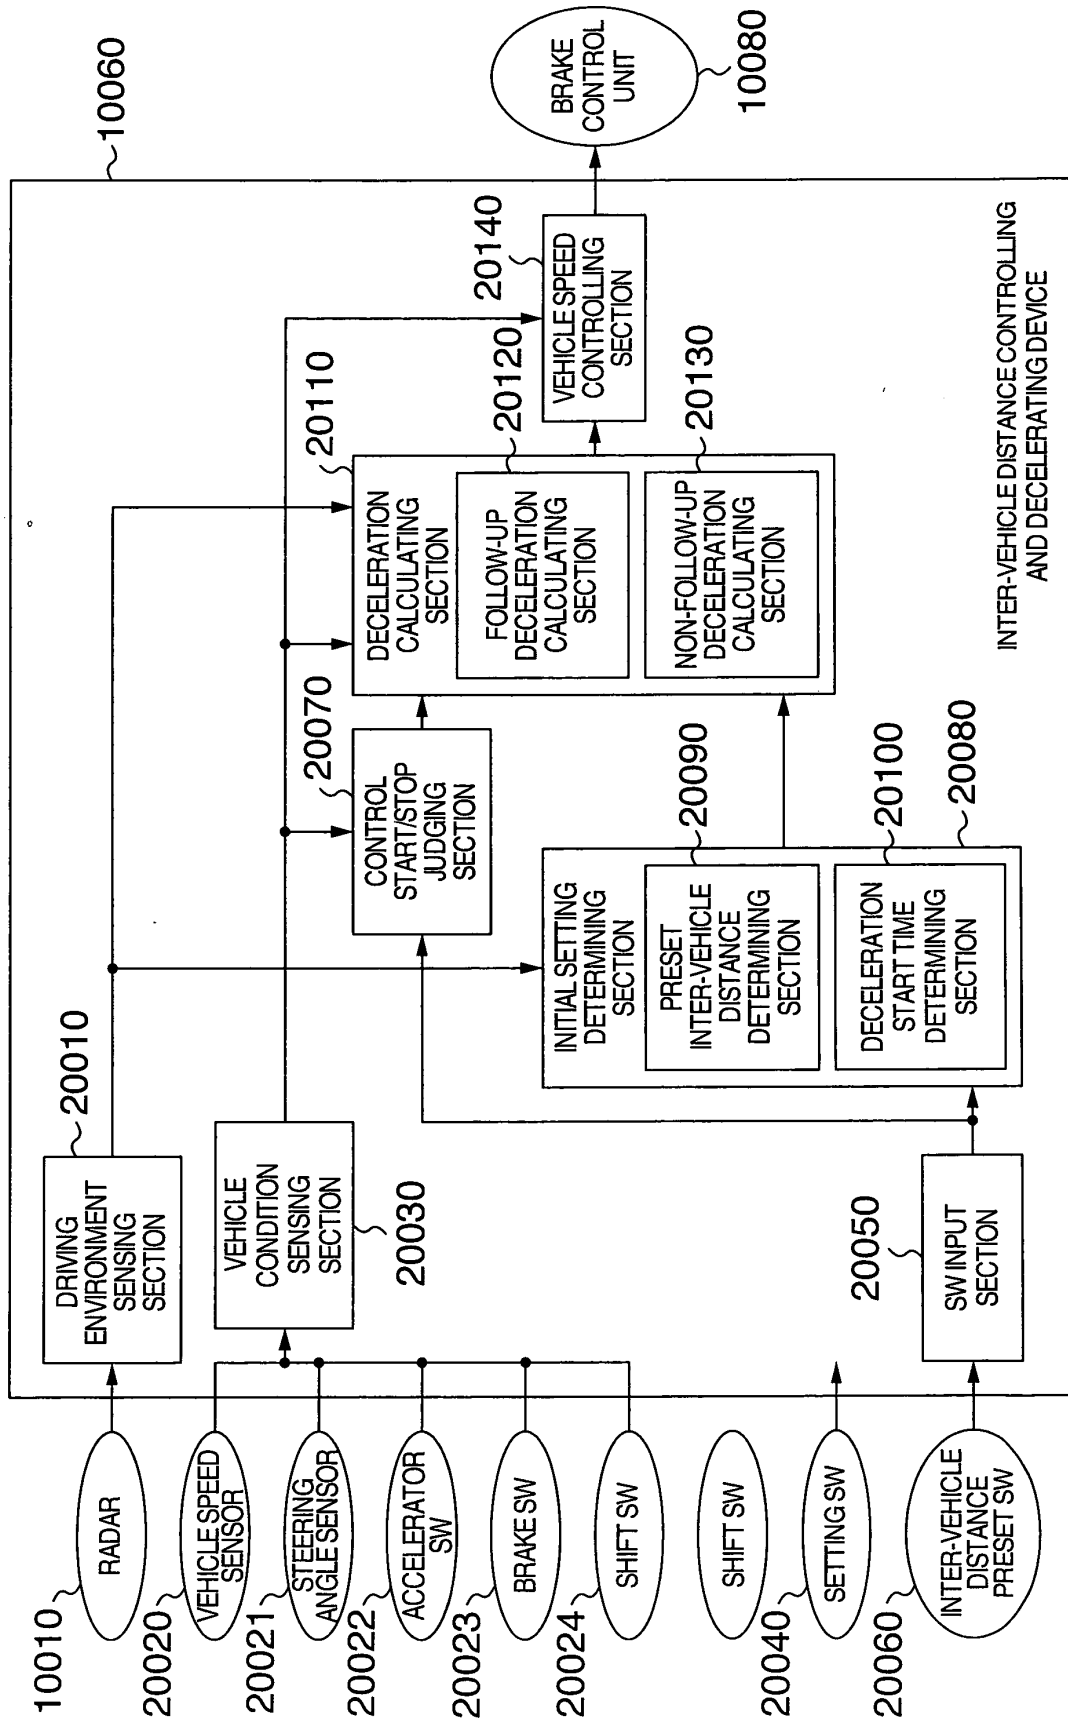 10010
RADAR
20020
VEHICLE SPEED
SENSOR
20021
STEERING
ANGLE SENSOR
20022
ACCELERATOR
SW
20023
BRAKE SW
20024
SHIFT SW
SHIFT SW
20040
SETTING SW
20060
INTER-VEHICLE
DISTANCE
PRESET SW
DRIVING
ENVIRONMENT
SENSING
SECTION
20010
VEHICLE
CONDITION
SENSING
SECTION
20030
20050
SW INPUT
SECTION
CONTROL
START/STOP
JUDGING
SECTION
20070
INITIAL SETTING
DETERMINING
SECTION
PRESET
INTER-VEHICLE
DISTANCE
DETERMINING
SECTION
20090
DECELERATION
START TIME
DETERMINING
SECTION
20100
20080
DECELERATION
CALCULATING
SECTION
20110
FOLLOW-UP
DECELERATION
CALCULATING
SECTION
20120
NON-FOLLOW-UP
DECELERATION
CALCULATING
SECTION
20130
VEHICLE SPEED
CONTROLLING
SECTION
20140
10060
BRAKE
CONTROL
UNIT
10080
INTER-VEHICLE DISTANCE CONTROLLING
AND DECELERATING DEVICE